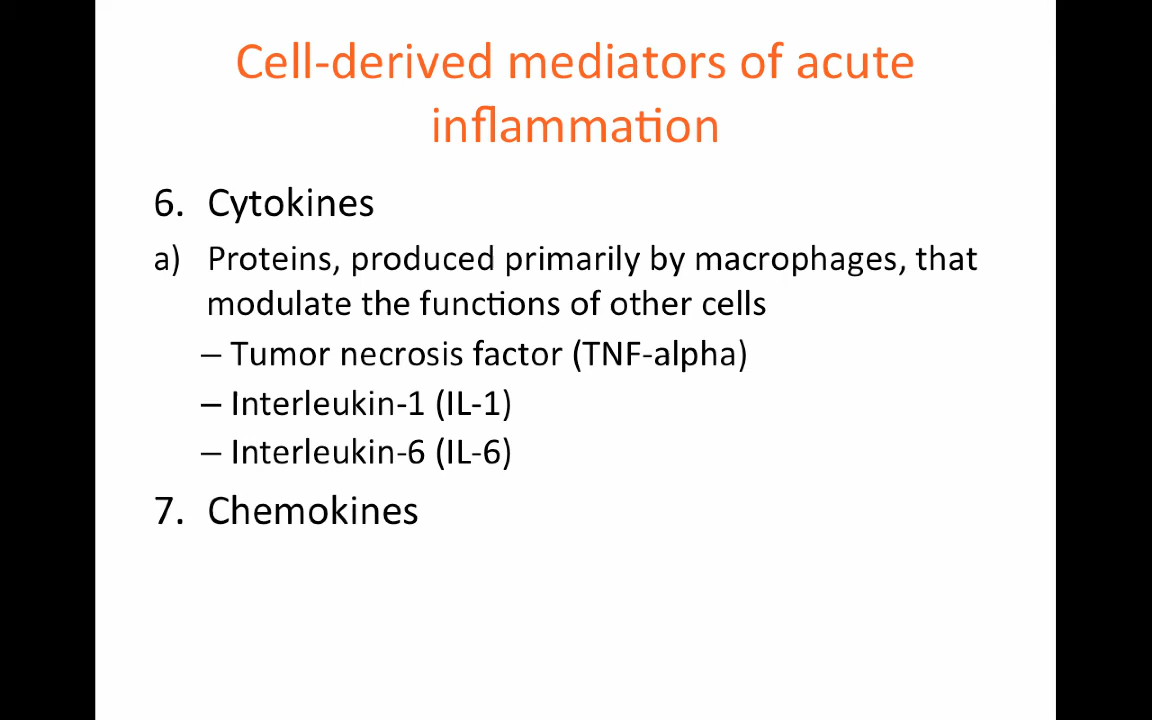 Cell-derived mediators of acute
inflammation
6. Cytokines
a) Proteins, produced primarily by macrophages, that
modulate the functions of other cells
– Tumor necrosis factor (TNF-alpha)
– Interleukin-1 (IL-1)
– Interleukin-6 (IL-6)
7. Chemokines